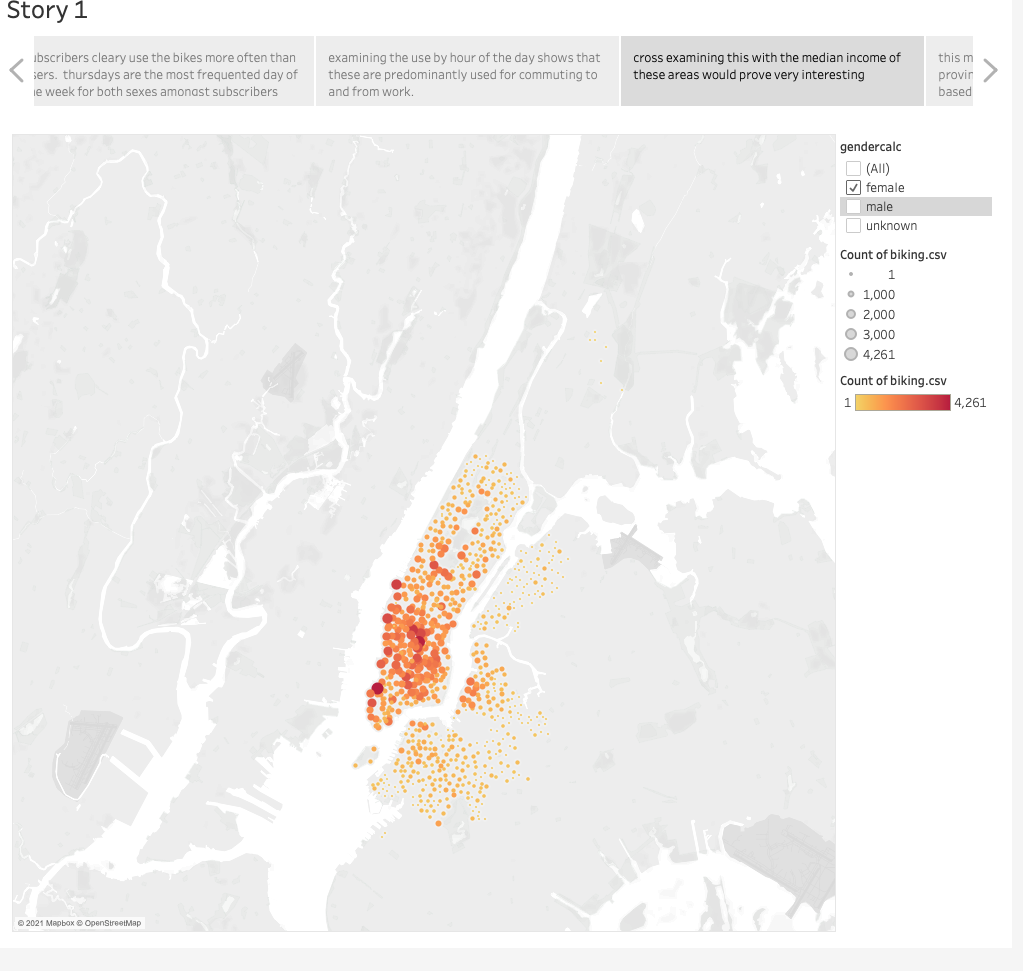 Story 1
ubscribers cleary use the bikes more often than
sers. thursdays are the most frequented day of
e week for both sexes amongst subscribers
examining the use by hour of the day shows that
these are predominantly used for commuting to
and from work.
cross examining this with the median income of
these areas would prove very interesting
this m
provin
based
gendercalc
(All)
female
male
unknown
Count of biking.csv
1
1,000
2,000
3,000
4,261
Count of biking.csv
1 4,261
© 2021 Mapbox © OpenStreetMap